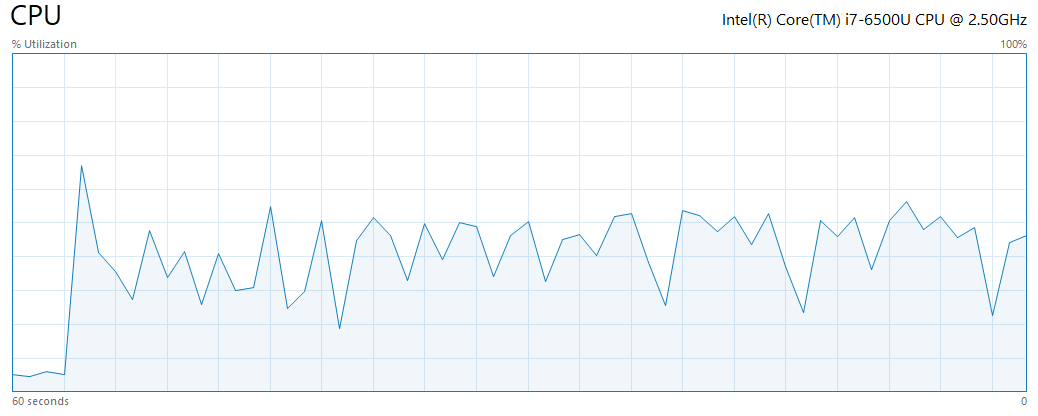 CPU
Intel(R) Core(TM) i7-6500U CPU @ 2.50GHz
% Utilization
100%
60 seconds
0